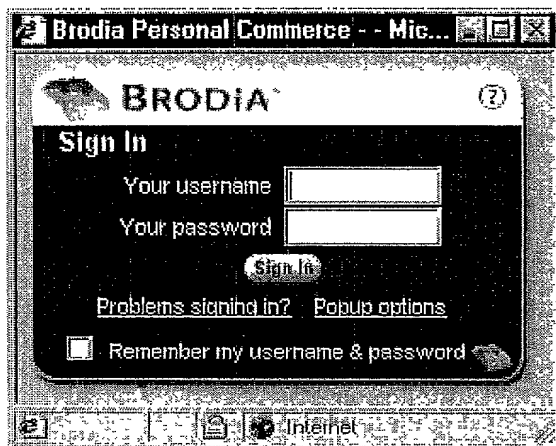 Brodia Personal Commerce - - Mic...
BRODiA
Sign In
Your username
Your password
Sign In
Problems signing in? Popup options
Remember my username & password
Internet